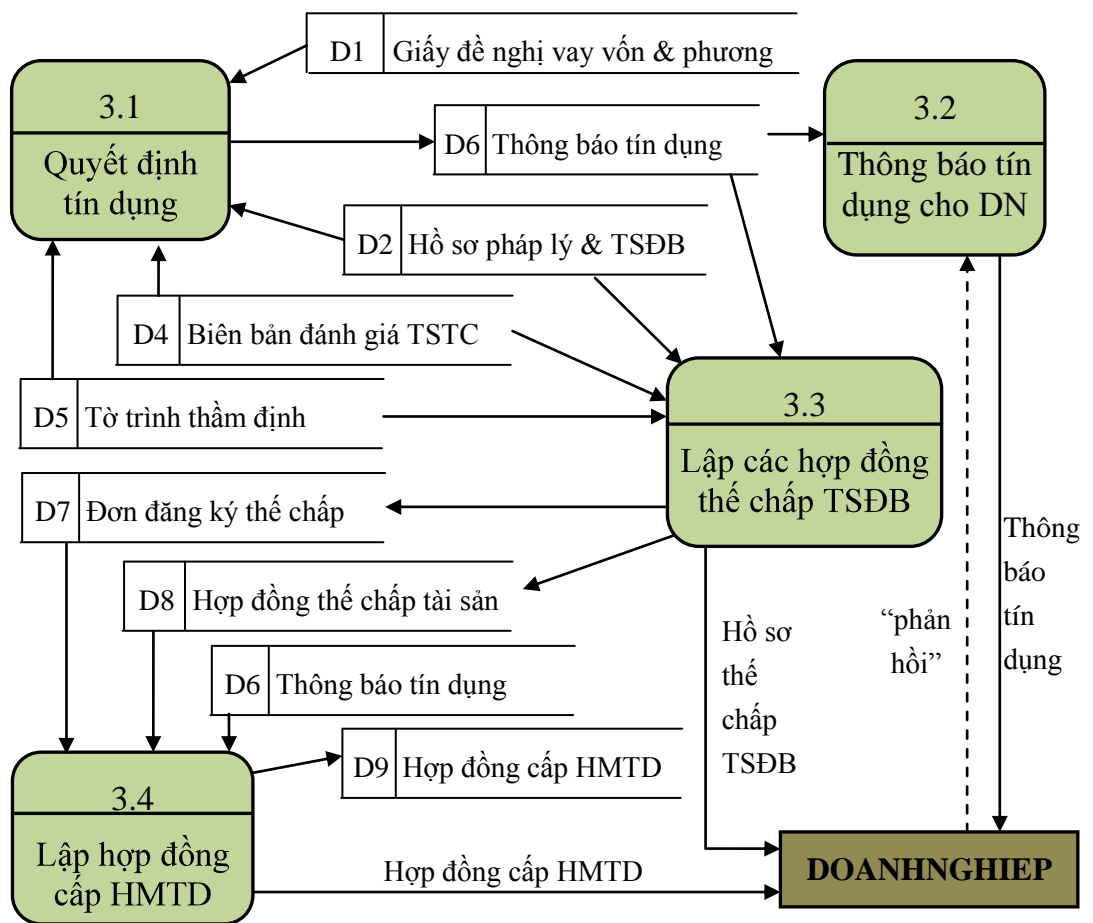 D1 Giấy đề nghị vay vốn & phương
3.1
Quyết định
tín dụng
D6 Thông báo tín dụng
3.2
Thông báo tín
dụng cho DN
D2 Hồ sơ pháp lý & TSĐB
D4 Biên bản đánh giá TSTC
D5 Tờ trình thầm định
3.3
Lập các hợp đồng
thế chấp TSĐB
D7 Đơn đăng ký thế chấp
D8 Hợp đồng thế chấp tài sản
D6 Thông báo tín dụng
D9 Hợp đồng cấp HMTD
3.4
Lập hợp đồng
cấp HMTD
Hợp đồng cấp HMTD
Hồ sơ
thế
chấp
TSĐB
“phản
hồi”
Thông
báo
tín
dụng
DOANHNGHIEP